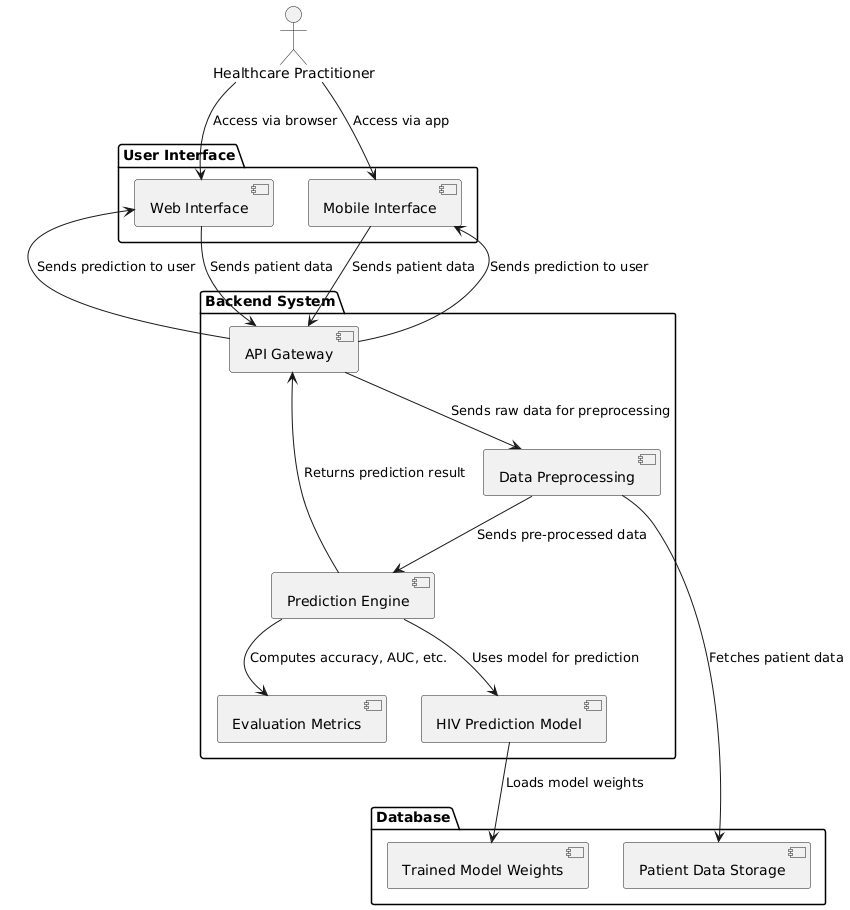 Healthcare Practitioner
Access via browser
Access via app
User Interface
Web Interface
Mobile Interface
Sends prediction to user
Sends patient data
Sends patient data
Sends prediction to user
Backend System
API Gateway
Sends raw data for preprocessing
Returns prediction result
Data Preprocessing
Sends pre-processed data
Prediction Engine
Computes accuracy, AUC, etc.
Uses model for prediction
Fetches patient data
Evaluation Metrics
HIV Prediction Model
Loads model weights
Database
Trained Model Weights
Patient Data Storage